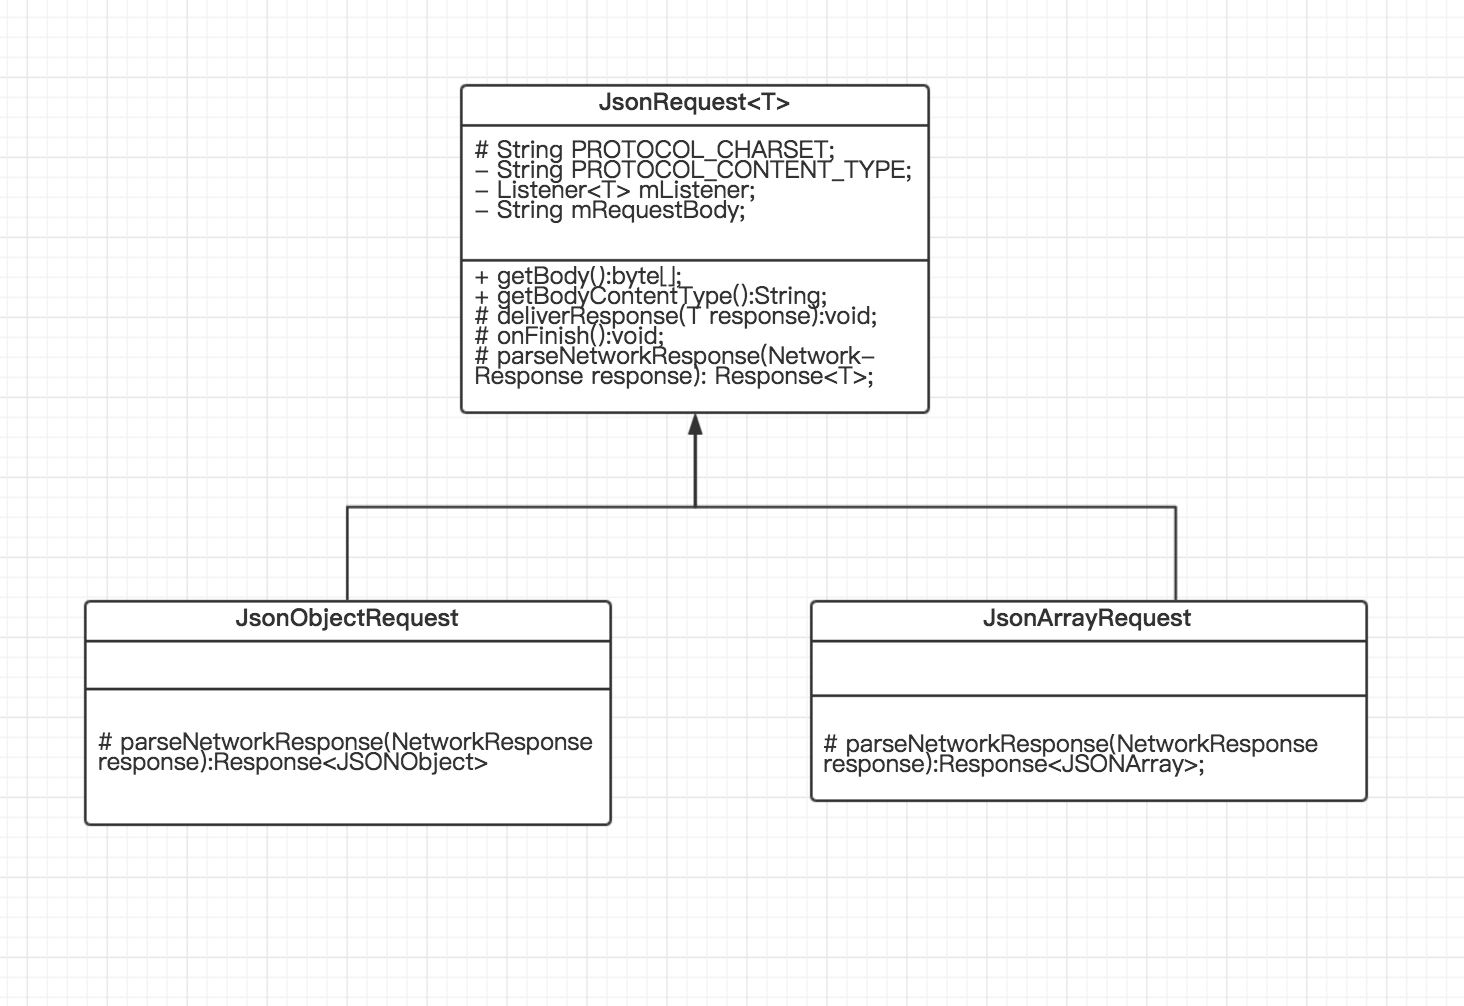 JsonRequest<T>
# String PROTOCOL_CHARSET;
– String PROTOCOL_CONTENT_TYPE;
– Listener<T> mListener;
– String mRequestBody;
+ getBody():byte[];
+ getBodyContentType():String;
# deliverResponse(T response):void;
# onFinish():void;
# parseNetworkResponse(Network–
Response response): Response<T>;
JsonObjectRequest
# parseNetworkResponse(NetworkResponse
response):Response<JSONObject>
JsonArrayRequest
# parseNetworkResponse(NetworkResponse
response):Response<JSONArray>;